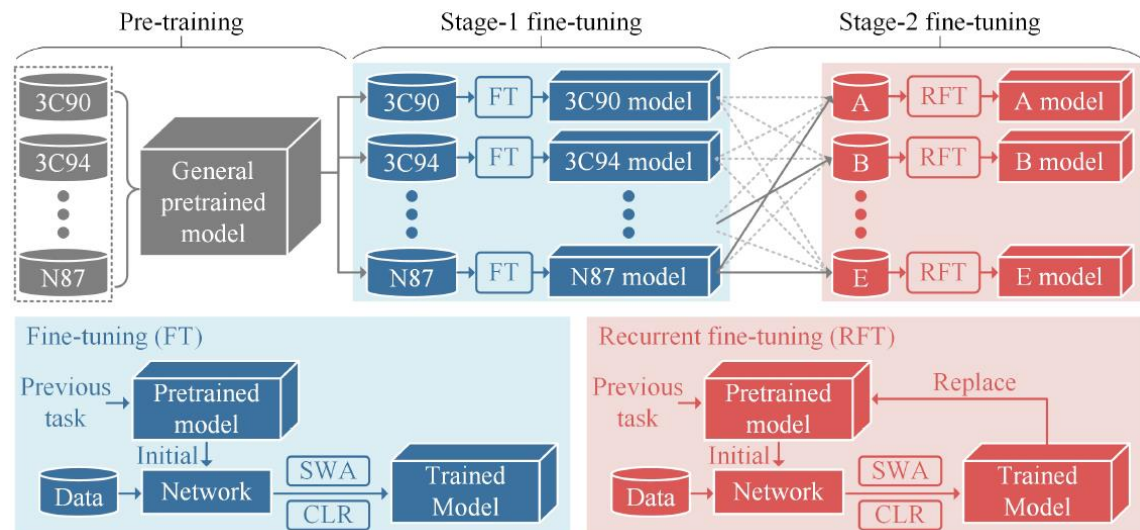 Pre-training
Stage-1 fine-tuning
Stage-2 fine-tuning
3C90
3C94
N87
General
pretrained
model
3C90
FT
3C90 model
3C94
FT
3C94 model
N87
FT
N87 model
A
RFT
A model
B
RFT
B model
E
RFT
E model
Fine-tuning (FT)
Previous
task
Pretrained
model
Initial
Data
Network
SWA
CLR
Trained
Model
Recurrent fine-tuning (RFT)
Previous
task
Pretrained
model
Replace
Initial
Data
Network
SWA
CLR
Trained
Model